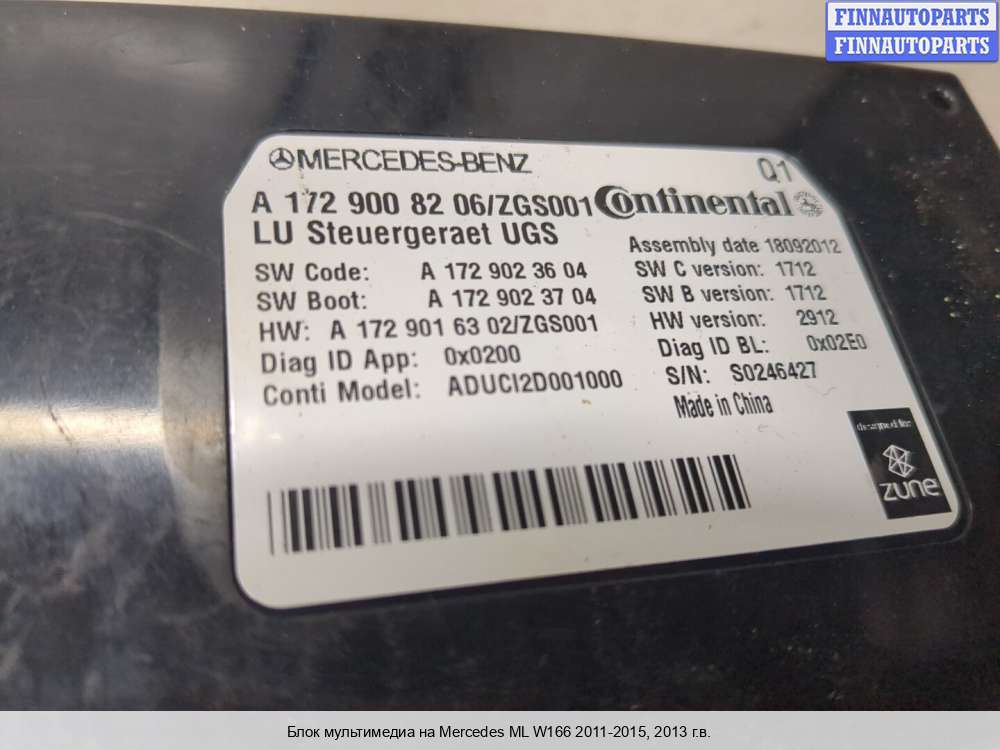 FINNAUTOPARTS
FINNAUTOPARTS
MERCEDES-BENZ
Q1
A 172 900 82 06/ZGS001
Continental
LU Steuergeraet UGS
Assembly date 18092012
SW Code: A 172 902 36 04
SW C version: 1712
SW Boot: A 172 902 37 04
SW B version: 1712
HW: A 172 901 63 02/ZGS001
HW version: 2912
Diag ID App: 0x0200
Diag ID BL: 0x02E0
Conti Model: ADUCI2D001000
S/N: S0246427
Made in China
designed for
zune
Блок мультимедиа на Mercedes ML W166 2011-2015, 2013 г.в.